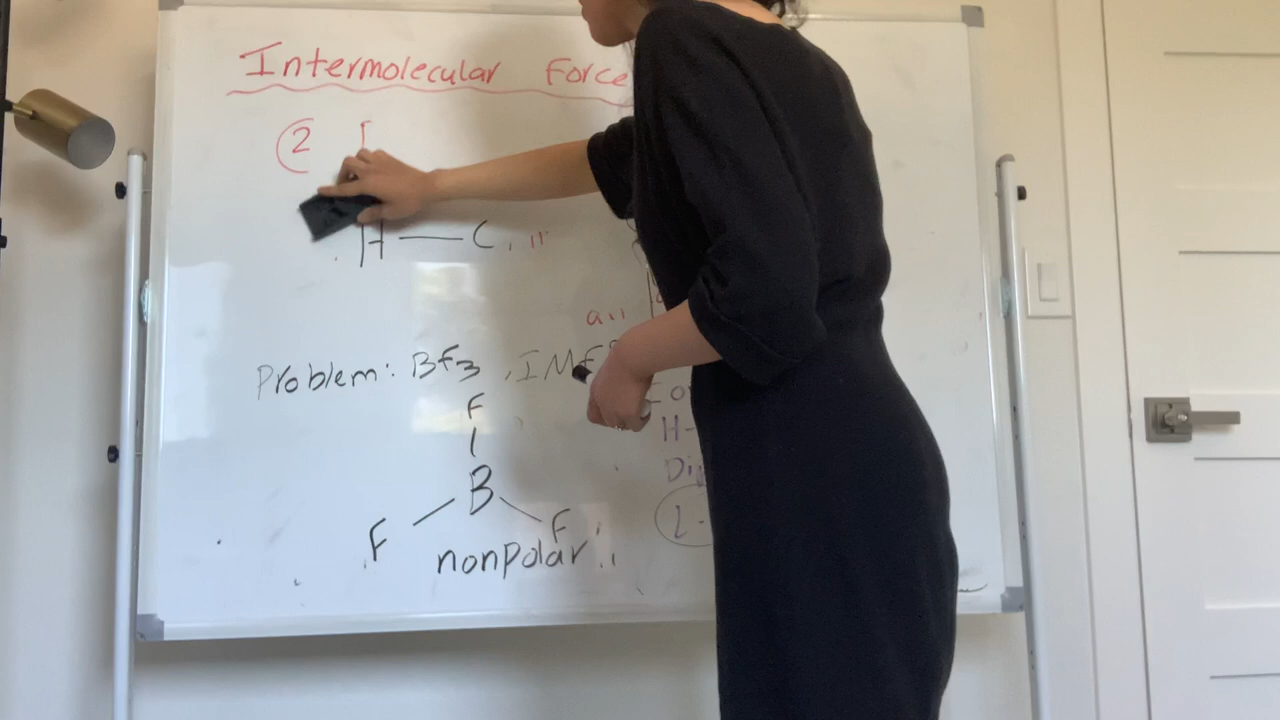 Intermolecular Force
2
H — C
Problem: BF3, IMF
F
B
F F
nonpolar
H-